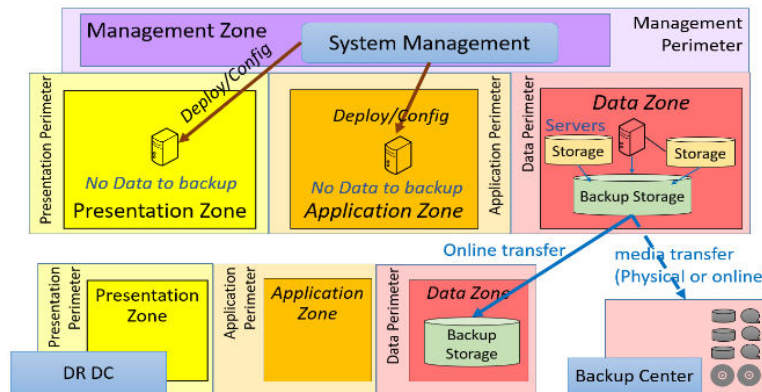 Management Zone
System Management
Management
Perimeter
Deploy/Config
Presentation Perimeter
No Data to backup
Presentation Zone
Deploy/Config
No Data to backup
Application Zone
Application Perimeter
Data Perimeter
Data Zone
Servers
Storage
Storage
Backup Storage
Online transfer
media transfer
(Physical or online
Presentation
Perimeter
Presentation
Zone
Application
Perimeter
Application
Zone
Data Perimeter
Data Zone
Backup
Storage
DR DC
Backup Center